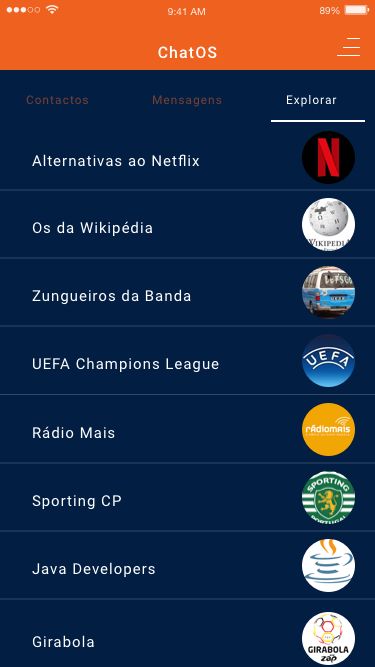 9:41 AM
89%
ChatOS
Contactos
Mensagens
Explorar
Alternativas ao Netflix
N
Os da Wikipédia
WIKIPEDIA
Zungueiros da Banda
UEFA Champions League
UEFA
Rádio Mais
rádiomais
Sporting CP
SPORTING
PORTUGAL
Java Developers
Girabola
GIRABOLA
zap